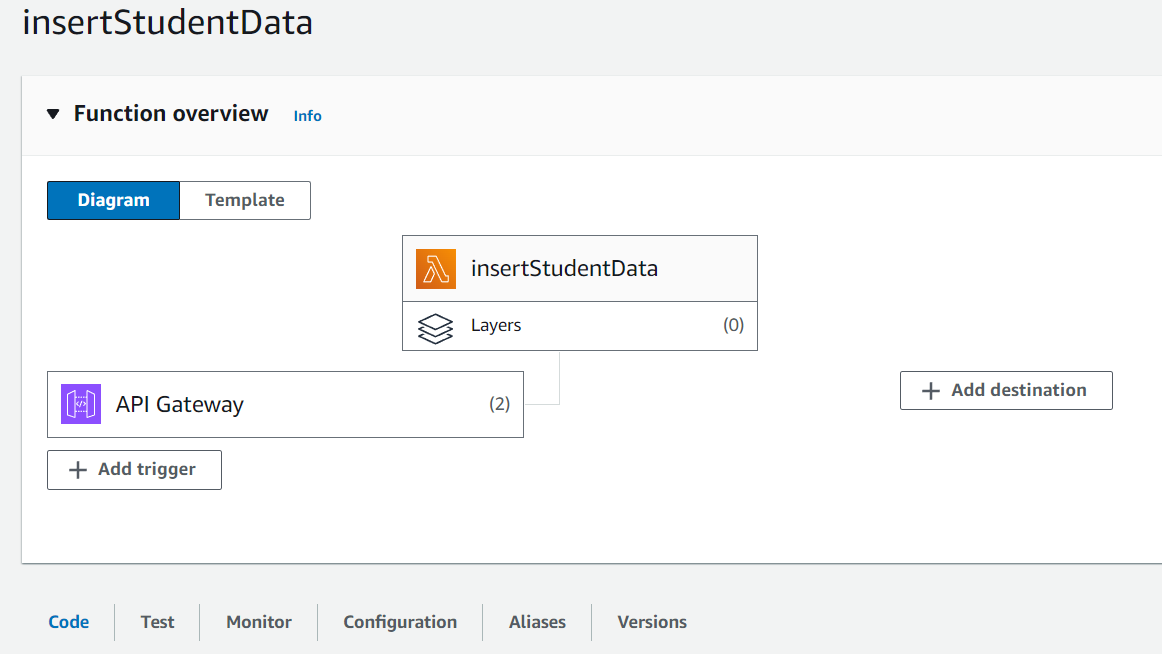 insertStudentData
Function overview Info
Diagram Template
insertStudentData
Layers (0)
API Gateway (2)
Add destination
Add trigger
Code Test Monitor Configuration Aliases Versions